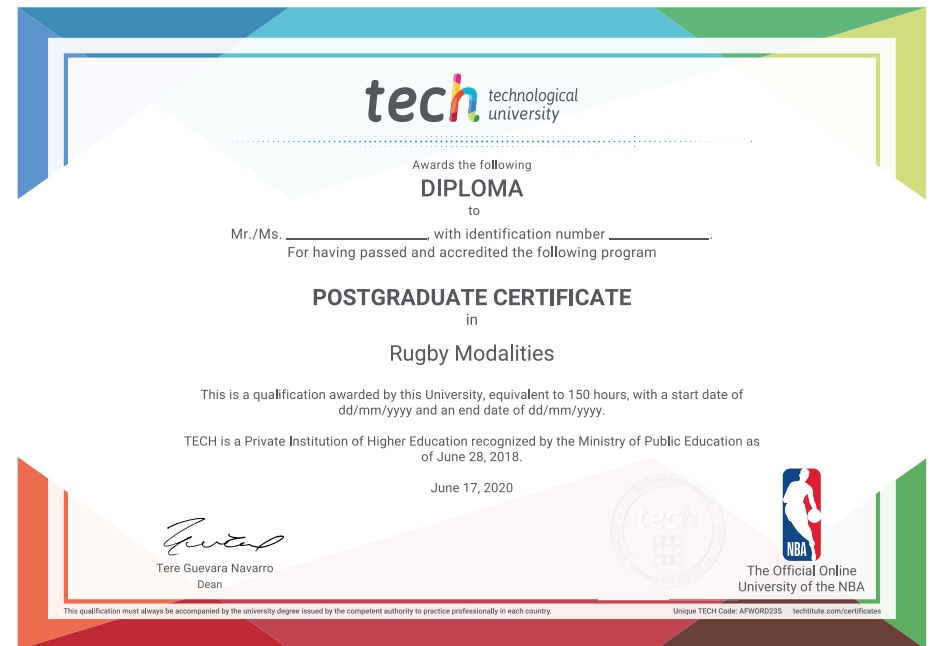 tech technological
university
Awards the following
DIPLOMA
to
Mr./Ms. ____________________, with identification number ______________.
For having passed and accredited the following program
POSTGRADUATE CERTIFICATE
in
Rugby Modalities
This is a qualification awarded by this University, equivalent to 150 hours, with a start date of
dd/mm/yyyy and an end date of dd/mm/yyyy.
TECH is a Private Institution of Higher Education recognized by the Ministry of Public Education as
of June 28, 2018.
June 17, 2020
tech
Tere Guevara Navarro
Dean
NBA
The Official Online
University of the NBA
This qualification must always be accompanied by the university degree issued by the competent authority to practice professionally in each country. Unique TECH Code: AFWORD23S techtitute.com/certificates